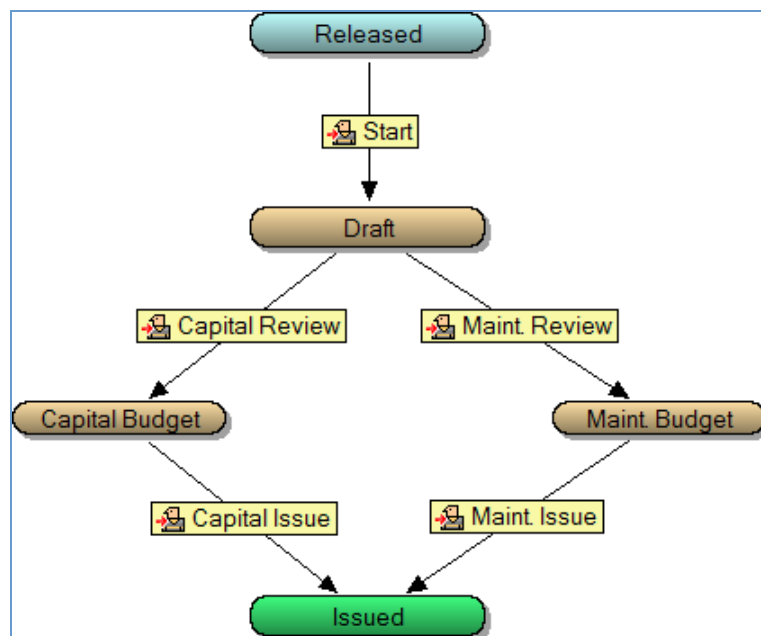 Released
Start
Draft
Capital Review
Maint. Review
Capital Budget
Maint. Budget
Capital Issue
Maint. Issue
Issued